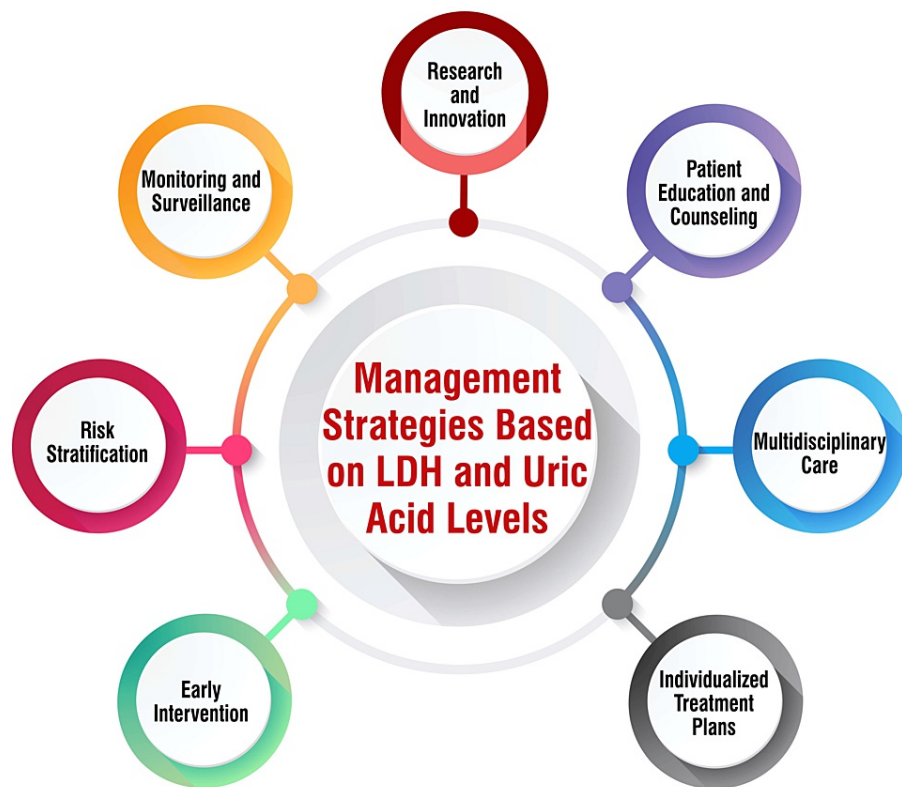 Research
and
Innovation
Monitoring and
Surveillance
Patient
Education and
Counseling
Management
Strategies Based
on LDH and Uric
Acid Levels
Risk
Stratification
Multidisciplinary
Care
Early
Intervention
Individualized
Treatment
Plans